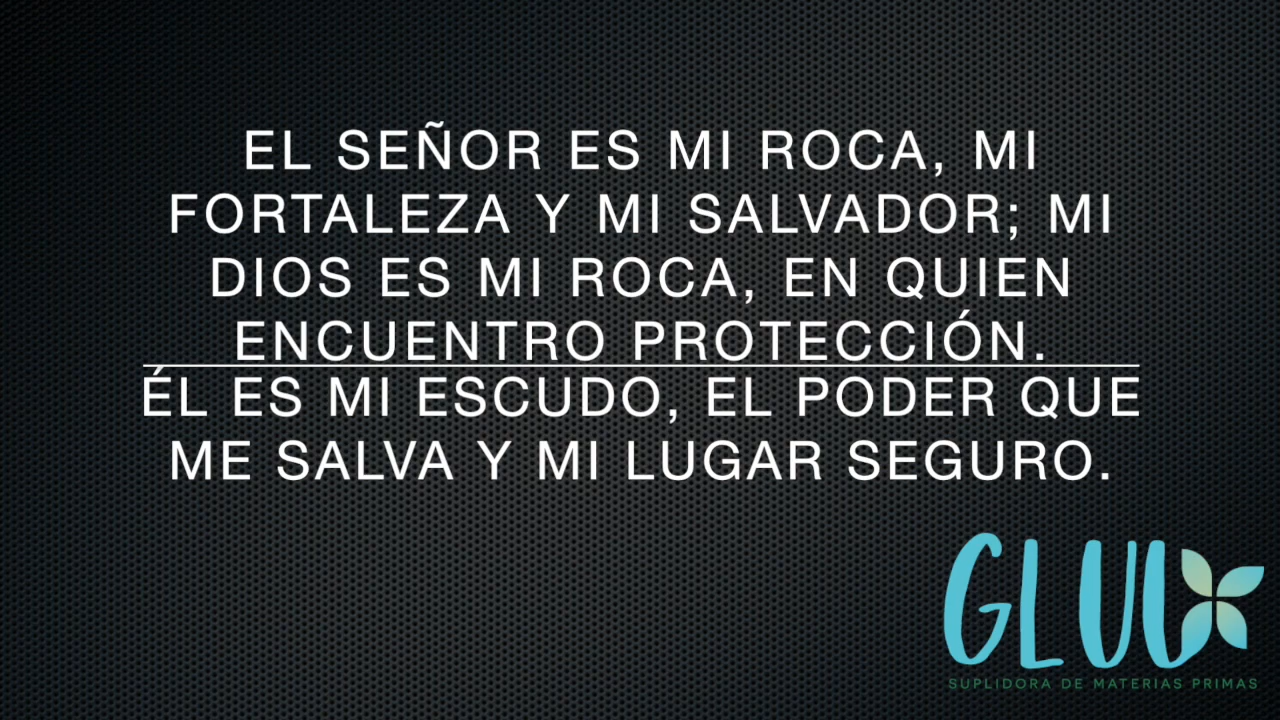 EL SEÑOR ES MI ROCA, MI
FORTALEZA Y MI SALVADOR; MI
DIOS ES MI ROCA, EN QUIEN
ENCUENTRO PROTECCIÓN.
ÉL ES MI ESCUDO, EL PODER QUE
ME SALVA Y MI LUGAR SEGURO.
GLUU
SUPLIDORA DE MATERIAS PRIMAS